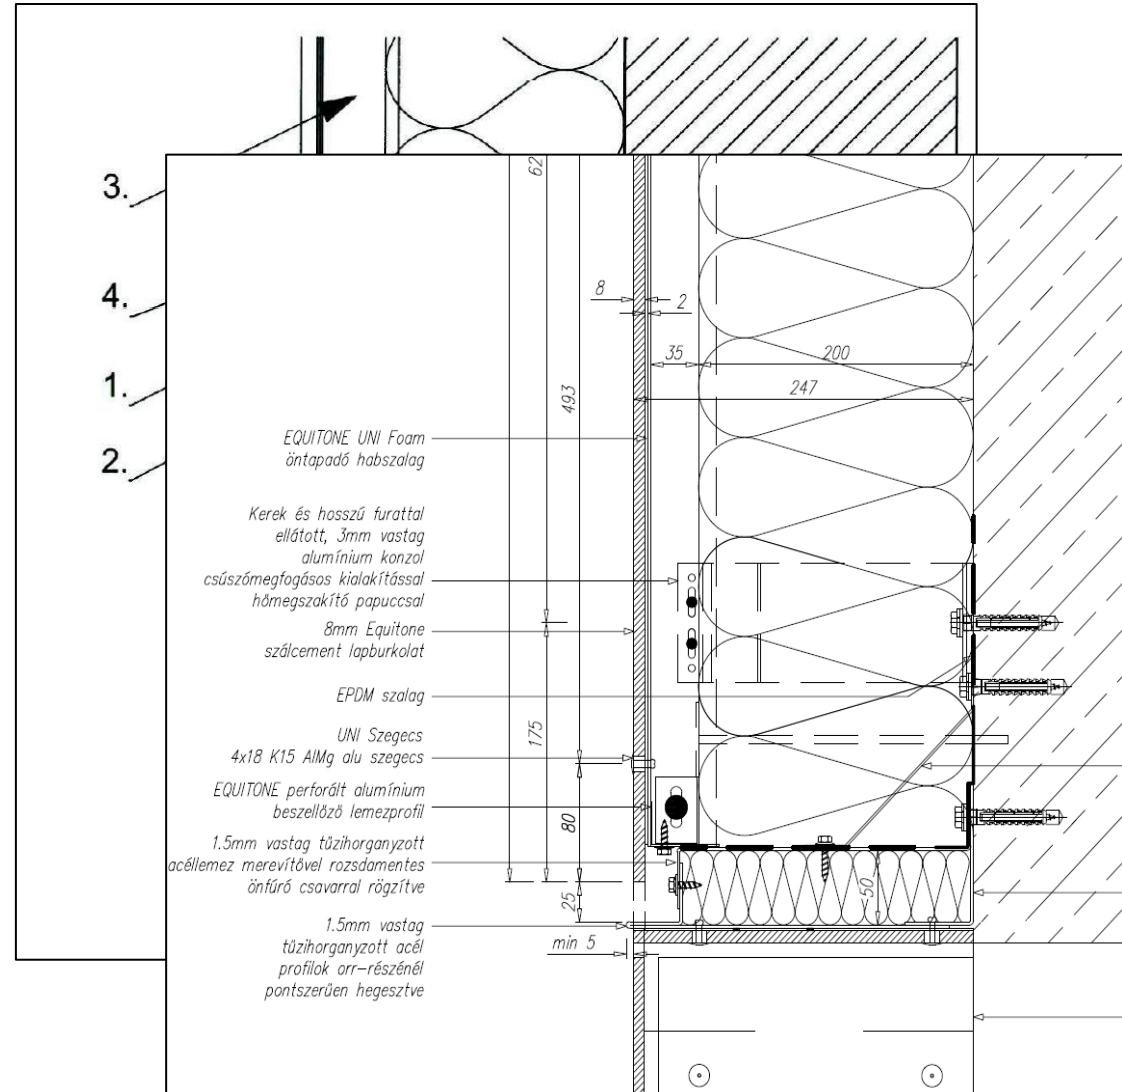 3.
4.
1.
2.
62
8
2
35
200
247
493
EQUITONE UNI Foam
öntapadó habszalag
Kerek és hosszú furattal
ellátott, 3mm vastag
alumínium konzol
csúszómegfogásos kialakítással
hőmegszakító papuccsal
8mm Equitone
szálcement lapburkolat
EPDM szalag
175
UNI Szegecs
4x18 K15 AlMg alu szegecs
EQUITONE perforált alumínium
beszellőző lemezprofil
80
1.5mm vastag tűzihorganyzott
acéllemez merevítővel rozsdamentes
önfúró csavarral rögzítve
50
25
1.5mm vastag
tűzihorganyzott acél
profilok orr-részénél
pontszerűen hegesztve
min 5